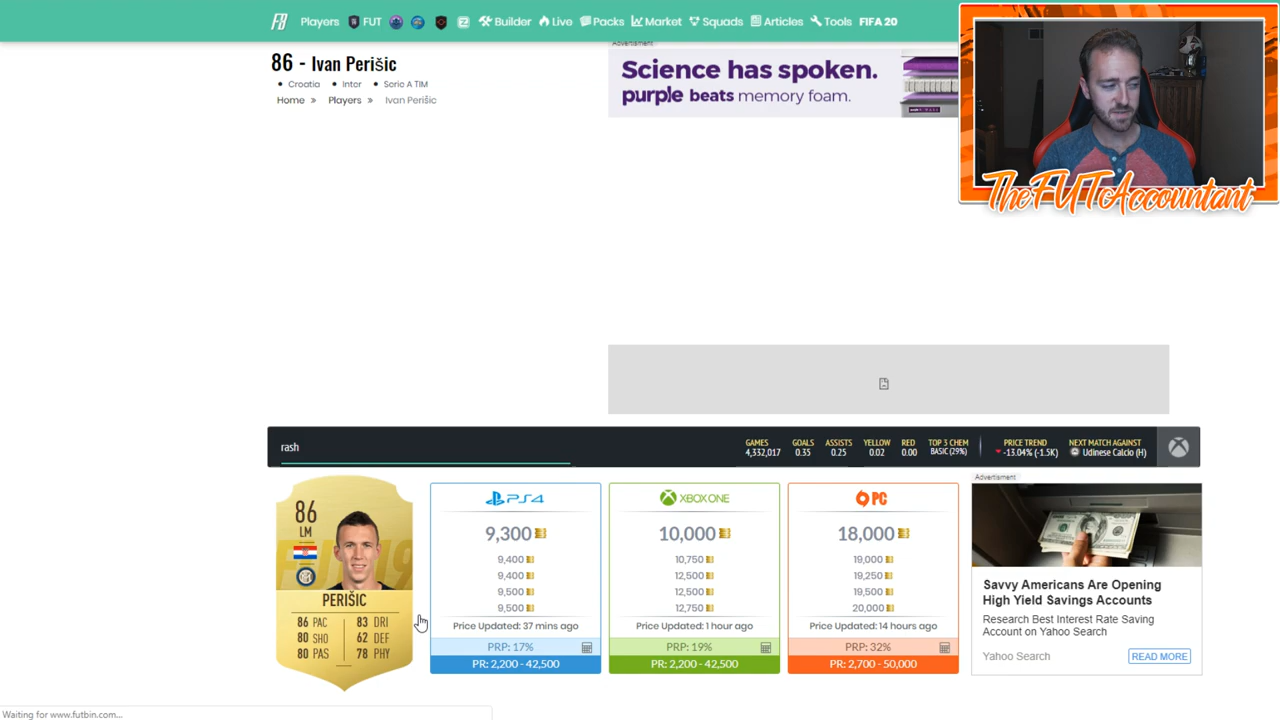 Players FUT Builder Live Packs Market Squads Articles Tools FIFA 20
86 - Ivan Perišic
Croatia Inter Serie A TIM
Home » Players » Ivan Perišić
Advertisment
Science has spoken.
purple beats memory foam.
TheFUTAccountant
rash
GAMES
4,332,017
GOALS
0.35
ASSISTS
0.25
YELLOW
0.02
RED
0.00
TOP 3 CHEM
BASIC (29%)
PRICE TREND
-13.04% (-1.5K)
NEXT MATCH AGAINST
Udinese Calcio (H)
86
LM
PERIŠIĆ
86 PAC 83 DRI
80 SHO 62 DEF
80 PAS 78 PHY
PS4
9,300
9,400
9,400
9,500
9,500
Price Updated: 37 mins ago
PRP: 17%
PR: 2,200 - 42,500
XBOX ONE
10,000
10,750
12,500
12,500
12,750
Price Updated: 1 hour ago
PRP: 19%
PR: 2,200 - 42,500
PC
18,000
19,000
19,250
19,500
20,000
Price Updated: 14 hours ago
PRP: 32%
PR: 2,700 - 50,000
Advertisment
Savvy Americans Are Opening
High Yield Savings Accounts
Research Best Interest Rate Saving
Account on Yahoo Search
Yahoo Search
READ MORE
Waiting for www.futbin.com...